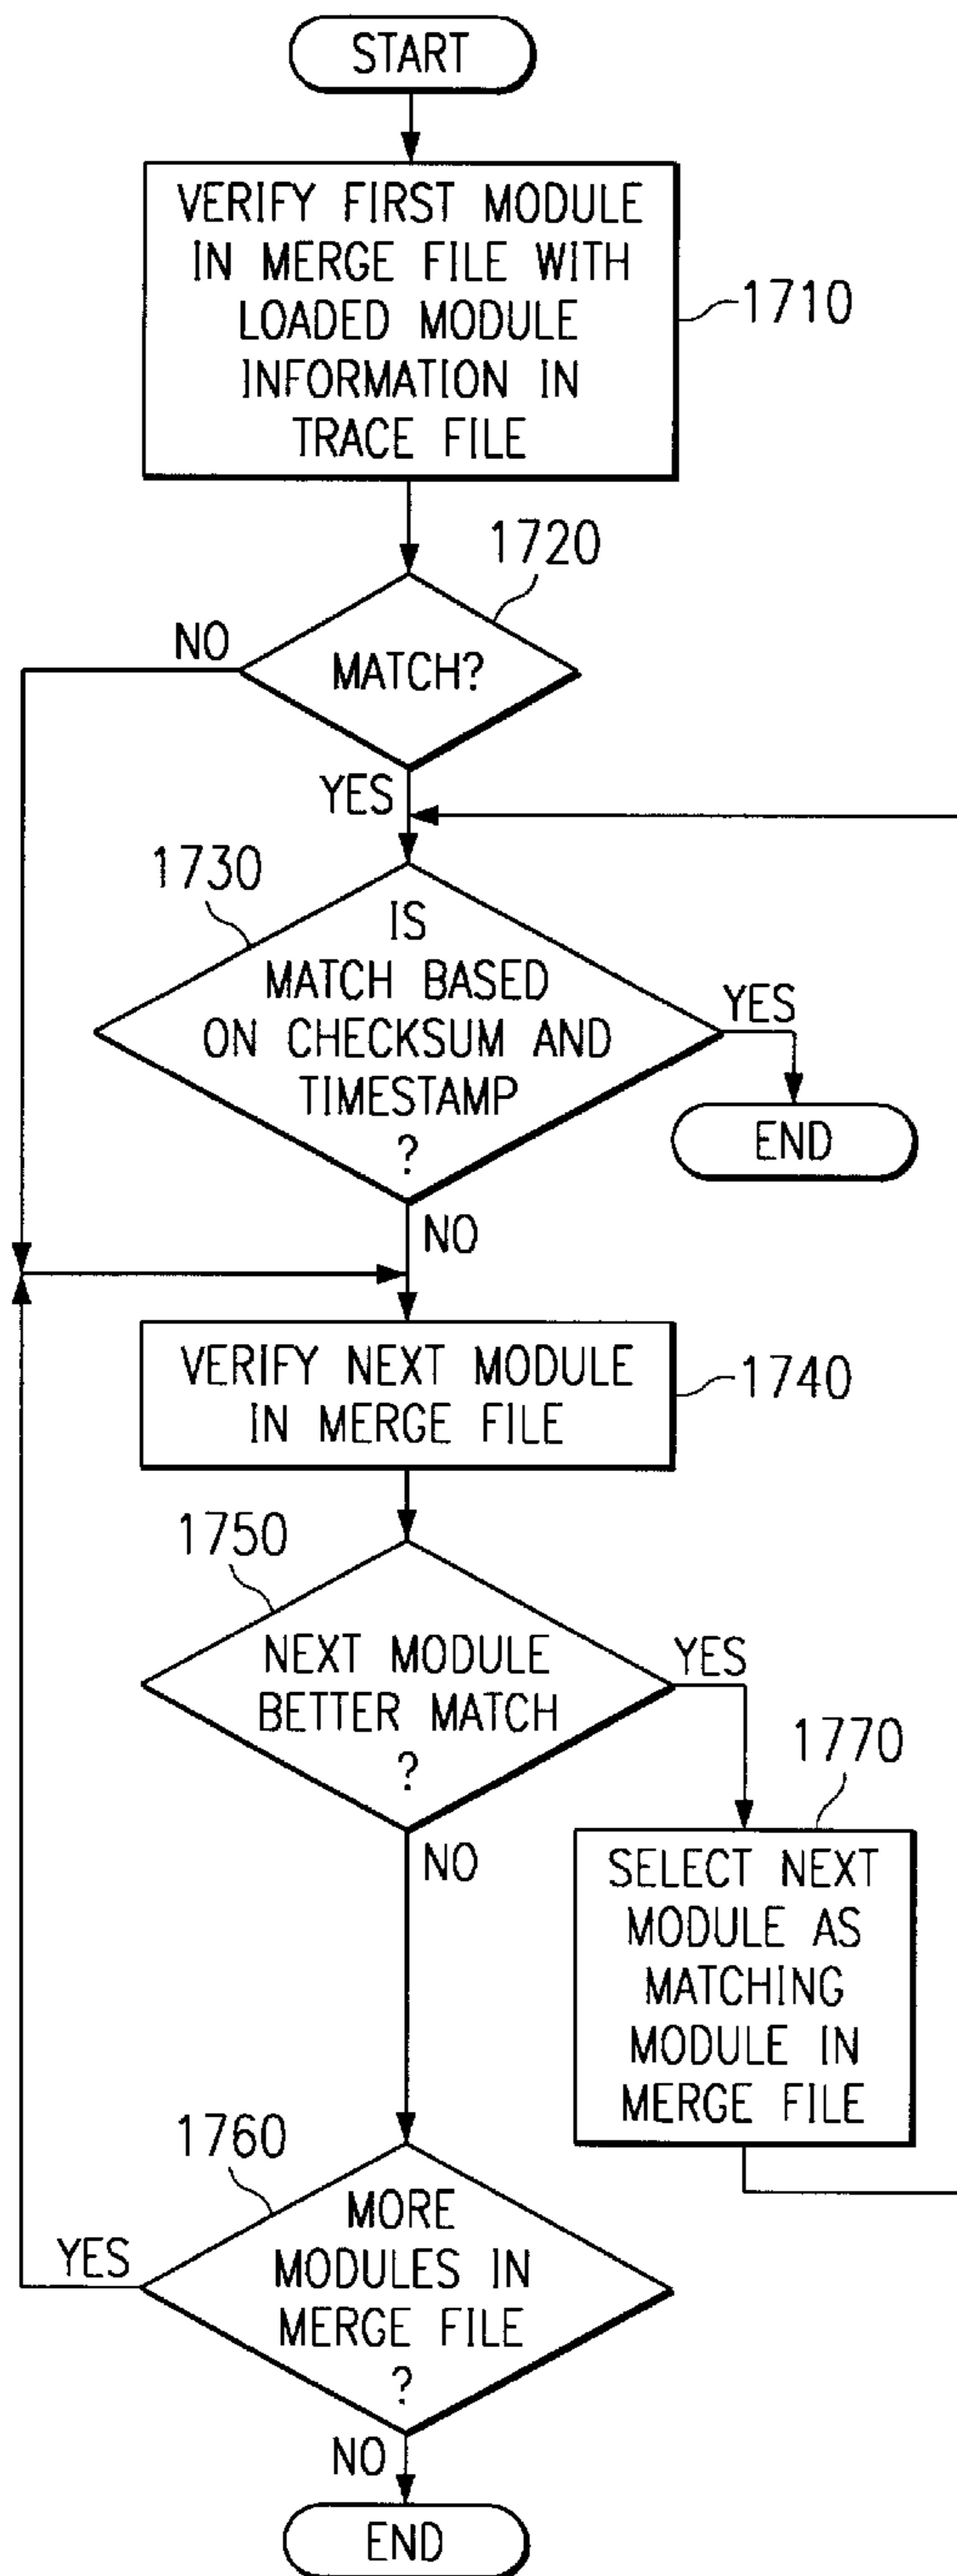 START
VERIFY FIRST MODULE
IN MERGE FILE WITH
LOADED MODULE
INFORMATION IN
TRACE FILE
1710
1720
NO
MATCH?
YES
1730
IS
MATCH BASED
ON CHECKSUM AND
TIMESTAMP
?
YES
END
NO
VERIFY NEXT MODULE
IN MERGE FILE
1740
1750
NEXT MODULE
BETTER MATCH
?
YES
NO
1770
SELECT NEXT
MODULE AS
MATCHING
MODULE IN
MERGE FILE
1760
MORE
MODULES IN
MERGE FILE
?
YES
NO
END